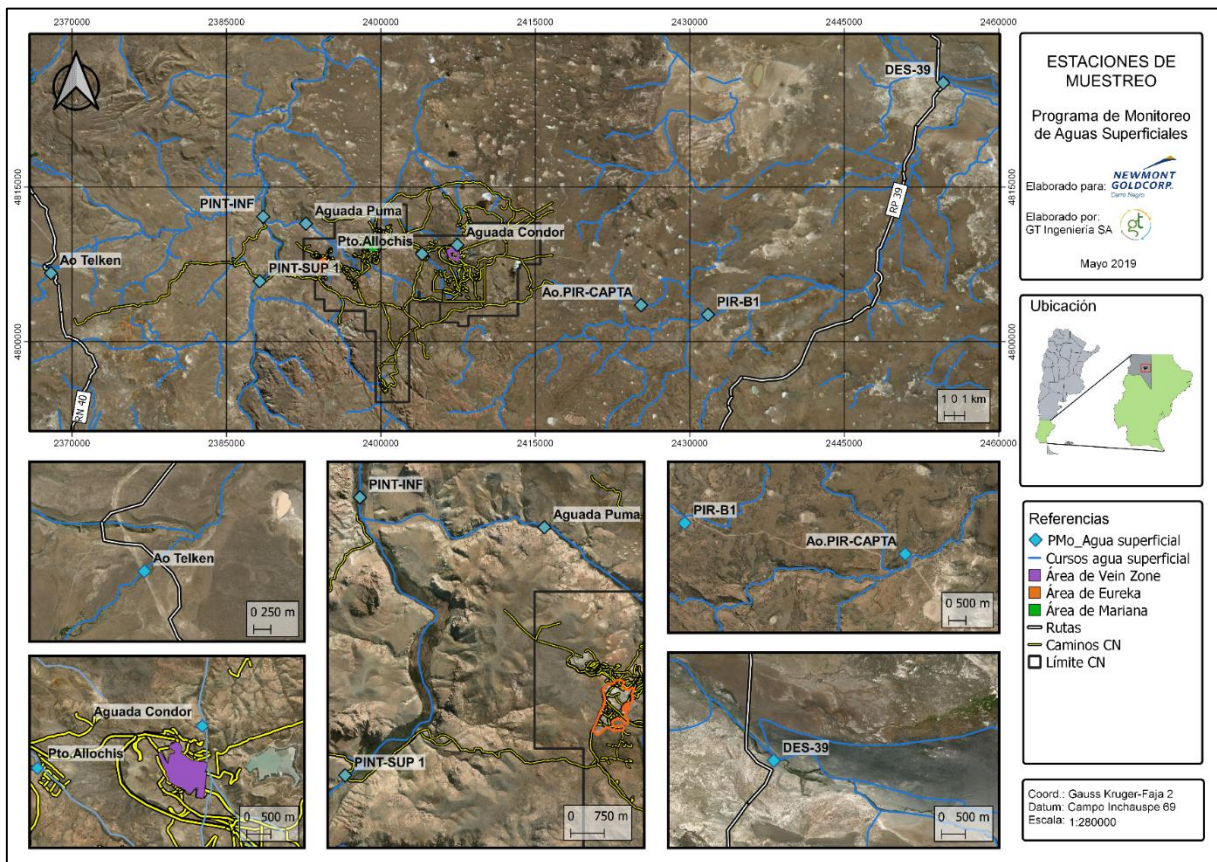 2370000
2385000
2400000
2415000
2430000
2445000
2460000
4815000
4800000
4815000
4800000
DES-39
PINT-INF
Aguada Puma
Pto.Allochis
Aguada Condor
Ao Telken
PINT-SUP 1
Ao.PIR-CAPTA
PIR-B1
RP 39
RN 40
1 0 1 km
2370000
2385000
2400000
2415000
2430000
2445000
2460000
ESTACIONES DE
MUESTREO
Programa de Monitoreo
de Aguas Superficiales
Elaborado para:
NEWMONT
GOLDCORP.
Cerro Negro
Elaborado por:
GT Ingeniería SA
gt
Mayo 2019
Ubicación
Referencias
PMo_Agua superficial
Cursos agua superficial
Área de Vein Zone
Área de Eureka
Área de Mariana
Rutas
Caminos CN
Límite CN
Coord.: Gauss Kruger-Faja 2
Datum: Campo Inchauspe 69
Escala: 1:280000
Ao Telken
0 250 m
PINT-INF
Aguada Puma
PINT-SUP 1
0 750 m
PIR-B1
Ao.PIR-CAPTA
0 500 m
Aguada Condor
Pto.Allochis
0 500 m
DES-39
0 500 m